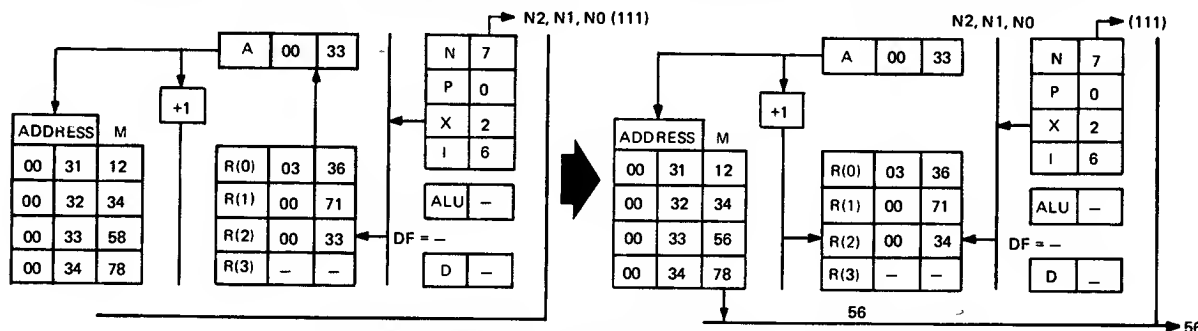 N2, N1, N0 (111)
A 00 33
N 7
P 0
X 2
I 6
+1
ADDRESS M
00 31 12
00 32 34
00 33 58
00 34 78
R(0) 03 36
R(1) 00 71
R(2) 00 33
R(3) – –
ALU –
DF = –
D –
N2, N1, N0 (111)
A 00 33
N 7
P 0
X 2
I 6
+1
ADDRESS M
00 31 12
00 32 34
00 33 56
00 34 78
R(0) 03 36
R(1) 00 71
R(2) 00 34
R(3) – –
ALU –
DF = –
D –
56
56